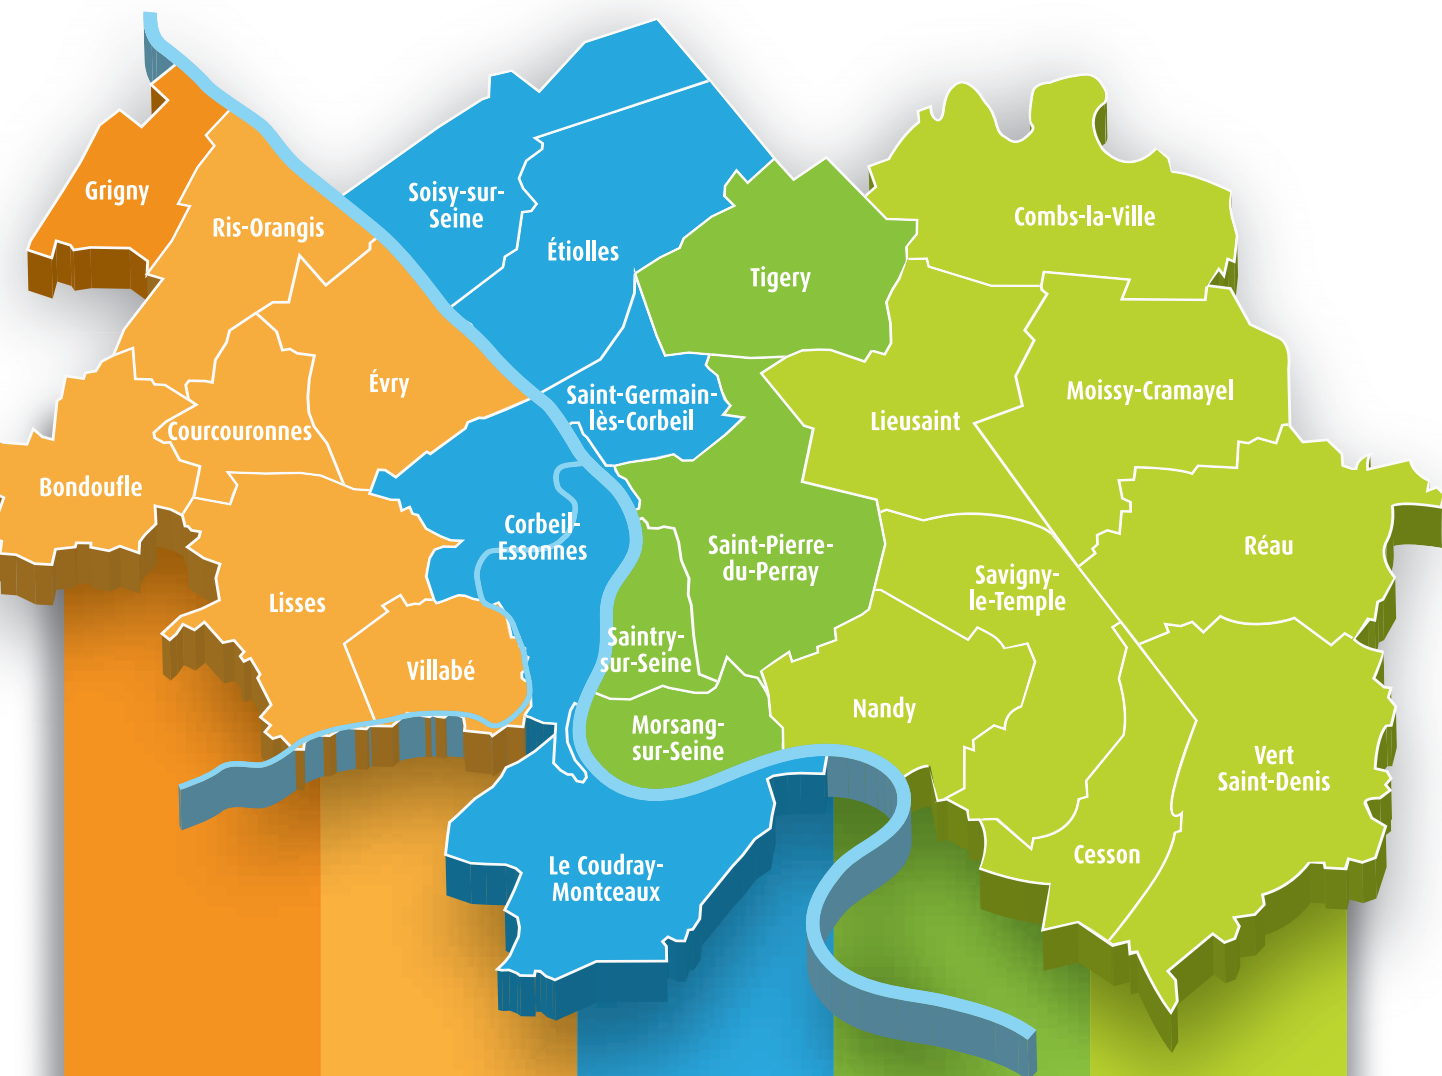 Grigny
Ris-Orangis
Soisy-sur-
Seine
Étiolles
Tigery
Combs-la-Ville
Évry
Saint-Germain-
lès-Corbeil
Lieusaint
Moissy-Cramayel
Courcouronnes
Bondoufle
Corbeil-
Essonnes
Saint-Pierre-
du-Perray
Réau
Savigny-
le-Temple
Lisses
Saintry-
sur-Seine
Villabé
Nandy
Morsang-
sur-Seine
Vert
Saint-Denis
Cesson
Le Coudray-
Montceaux